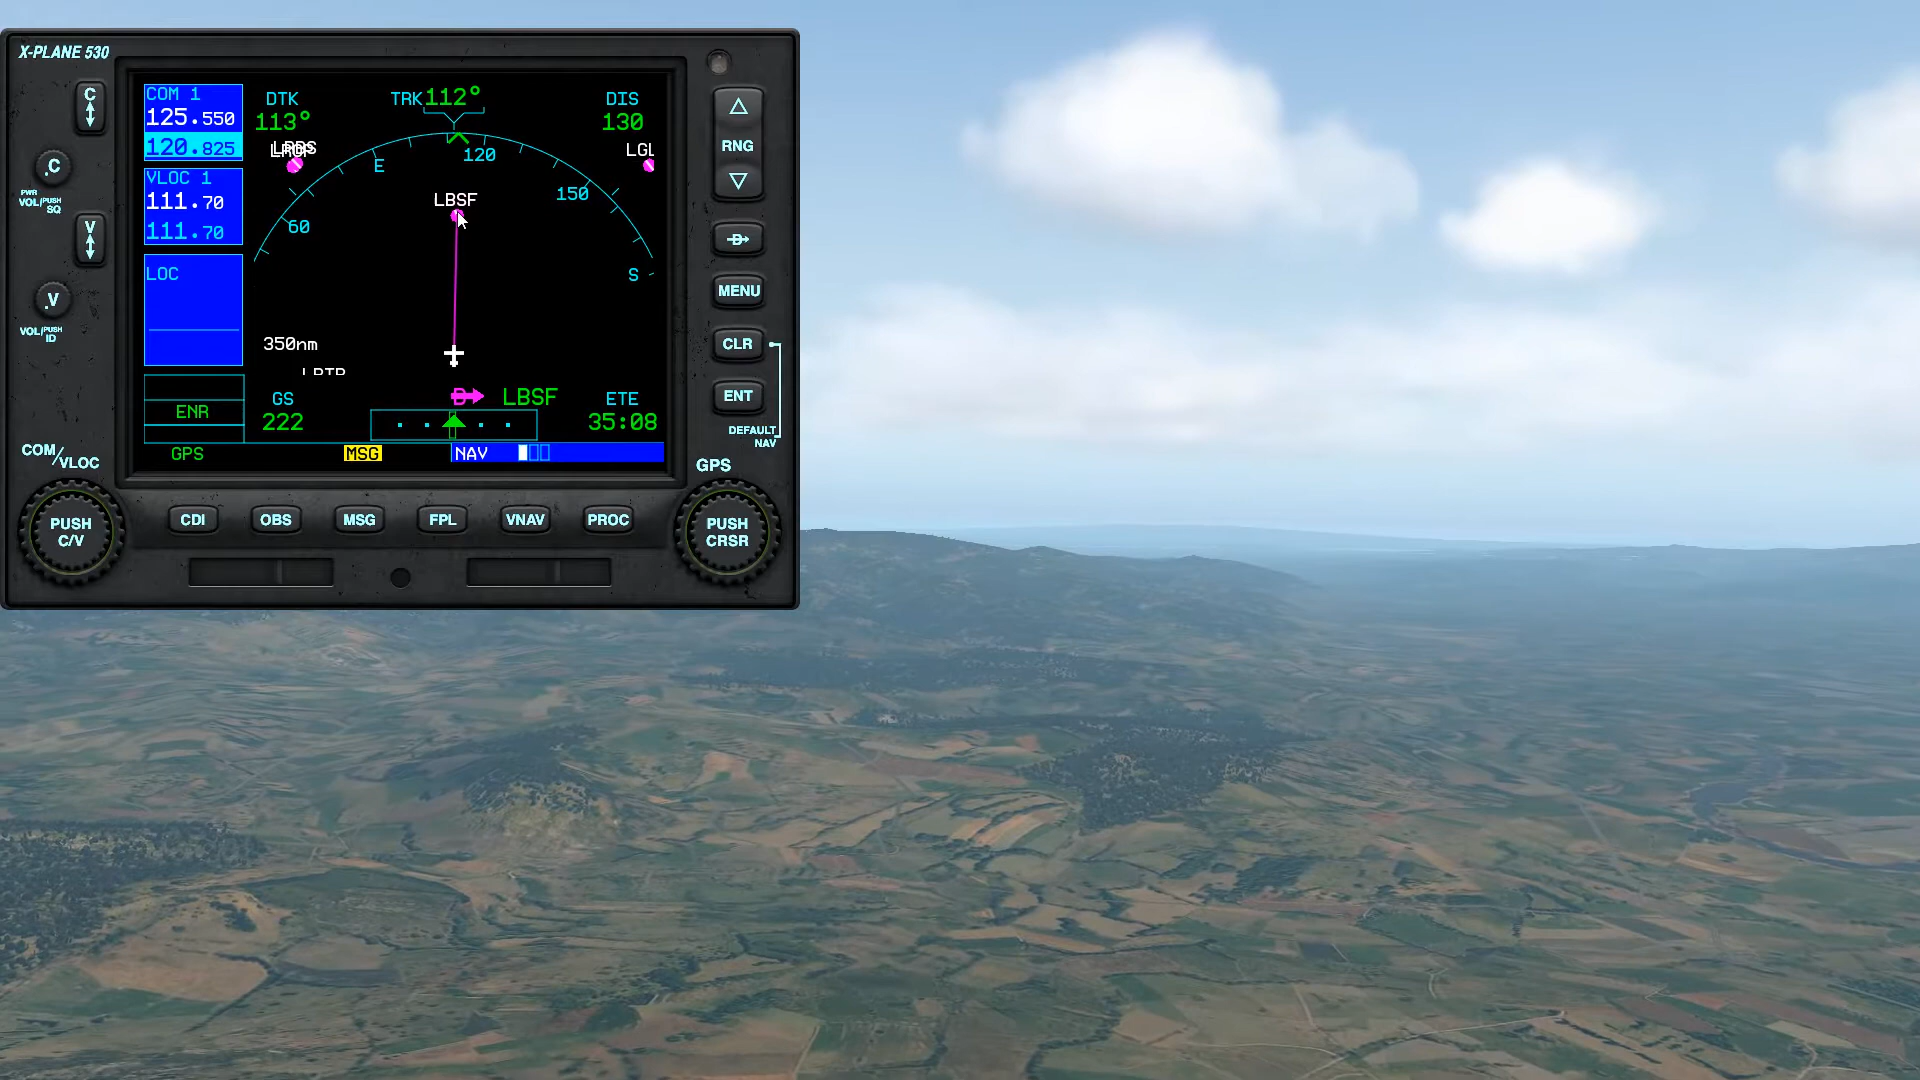 X-PLANE 530
C
.C
PWR
VOL/PUSH
SQ
V
.V
VOL/PUSH
ID
COM/VLOC
PUSH
C/V
COM 1
125.550
120.825
VLOC 1
111.70
111.70
LOC
ENR
DTK
113°
TRK 112°
DIS
130
LGL
LBSF
E
120
150
60
S
350nm
GS
222
D LBSF
ETE
35:08
GPS
MSG
NAV
CDI
OBS
MSG
FPL
VNAV
PROC
RNG
D
MENU
CLR
ENT
DEFAULT
NAV
GPS
PUSH
CRSR